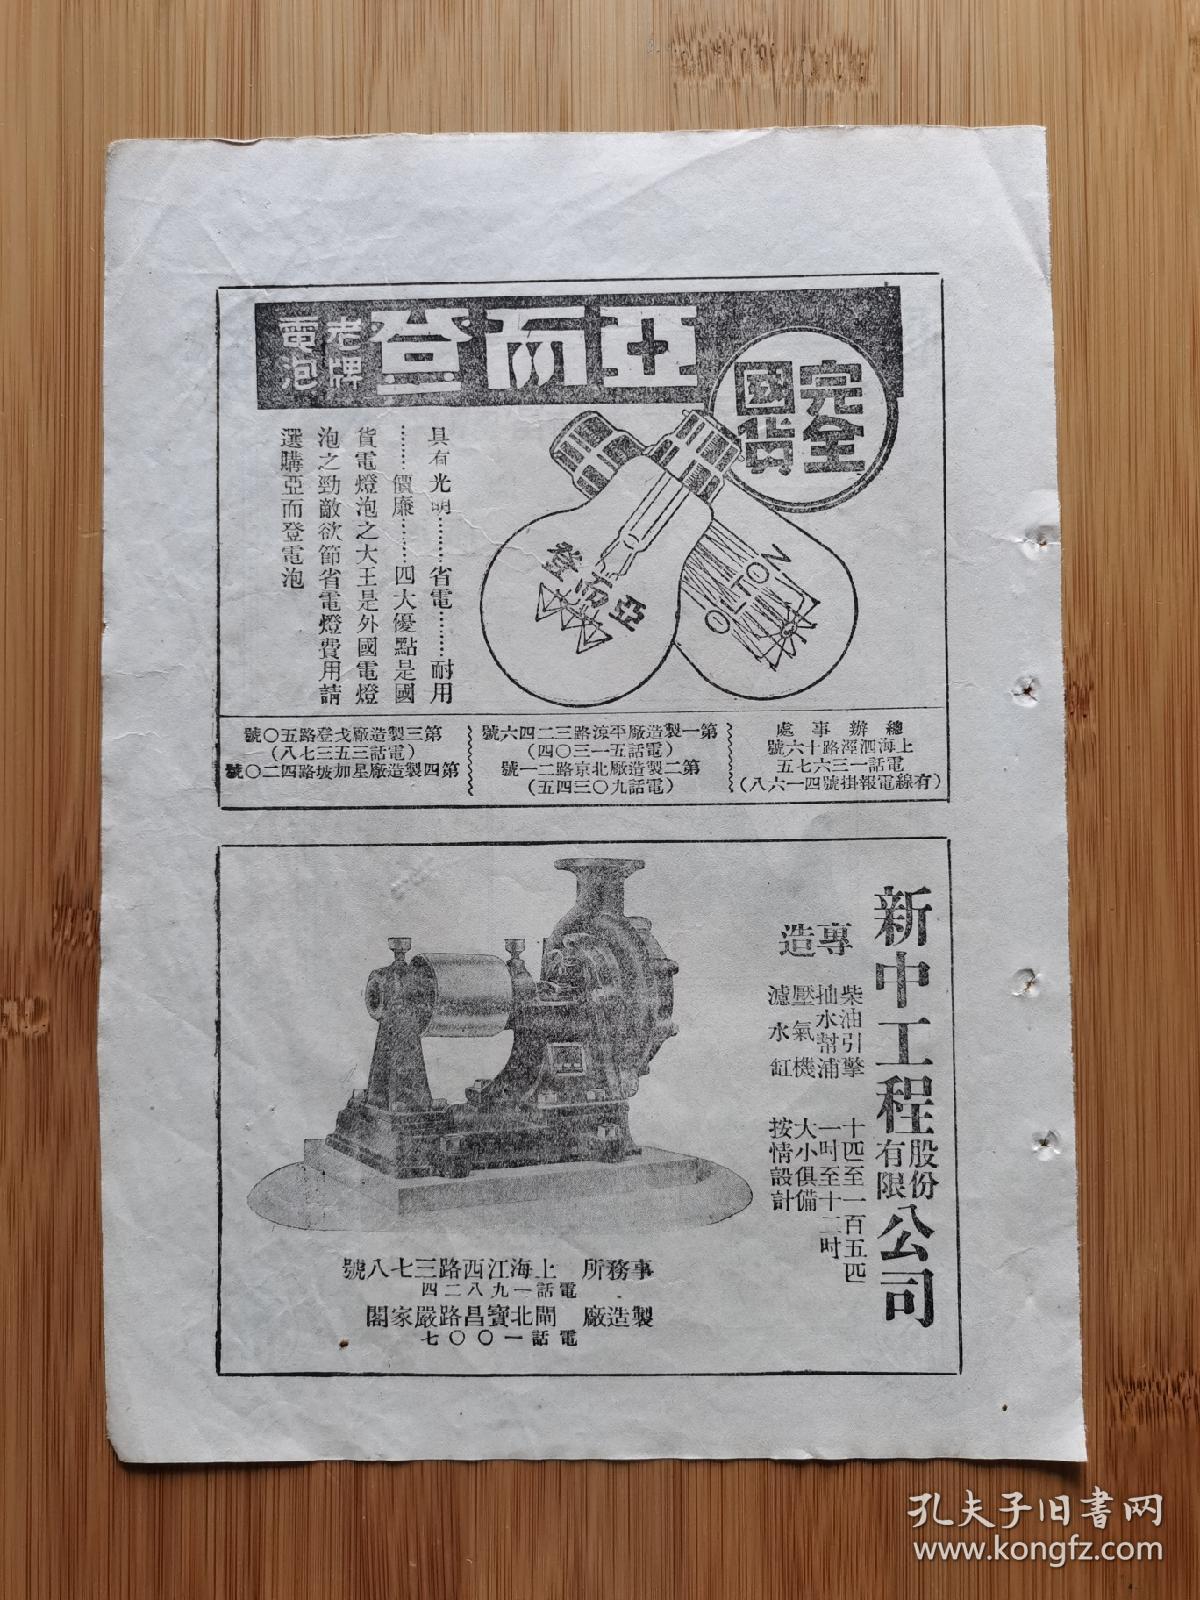 亞而登
老牌
電泡
完全
國貨
具有光明………省電………耐用
………價廉………四大優點是國
貨電燈泡之大王是外國電燈
泡之勁敵欲節省電燈費用請
選購亞而登電泡
亞而登
OLTON
總辦事處
上海泗涇路十六號
電話一三六七五
(有線電報掛號四一六八)
第一製造廠平涼路三二四六號
(電話五一三〇四)
第二製造廠北京路二一號
(電話九〇三四五)
第三製造廠戈登路五〇號
(電話三五三七八)
第四製造廠星加坡路四二〇號
新中工程股份有限公司
專造
柴油引擎 十匹至一百五匹
抽水幫浦 一吋至十二吋
壓氣機 大小俱備
濾水缸 按情設計
事務所 上海江西路三七八號
電話一九八二四
製造廠 閘北寶昌路嚴家閣
電話一〇〇七
孔夫子旧书网
www.kongfz.com